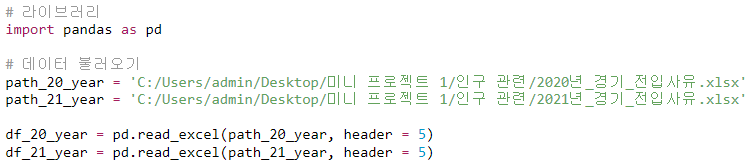 # 라이브러리
import pandas as pd
# 데이터 불러오기
path_20_year = 'C:/Users/admin/Desktop/미니 프로젝트 1/인구 관련/2020년_경기_전입사유.xlsx'
path_21_year = 'C:/Users/admin/Desktop/미니 프로젝트 1/인구 관련/2021년_경기_전입사유.xlsx'
df_20_year = pd.read_excel(path_20_year, header = 5)
df_21_year = pd.read_excel(path_21_year, header = 5)